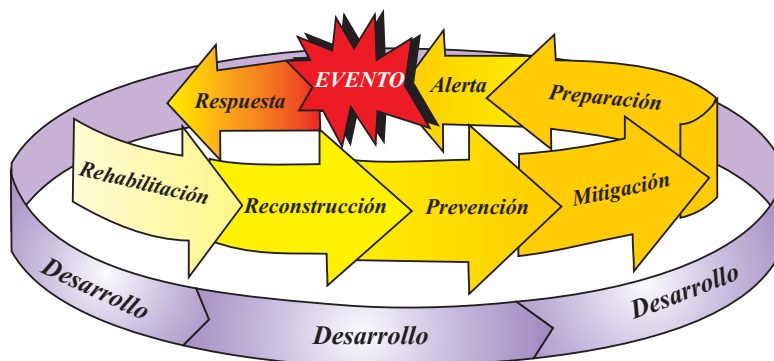 EVENTO
Respuesta
Alerta
Preparación
Rehabilitación
Reconstrucción
Prevención
Mitigación
Desarrollo
Desarrollo
Desarrollo